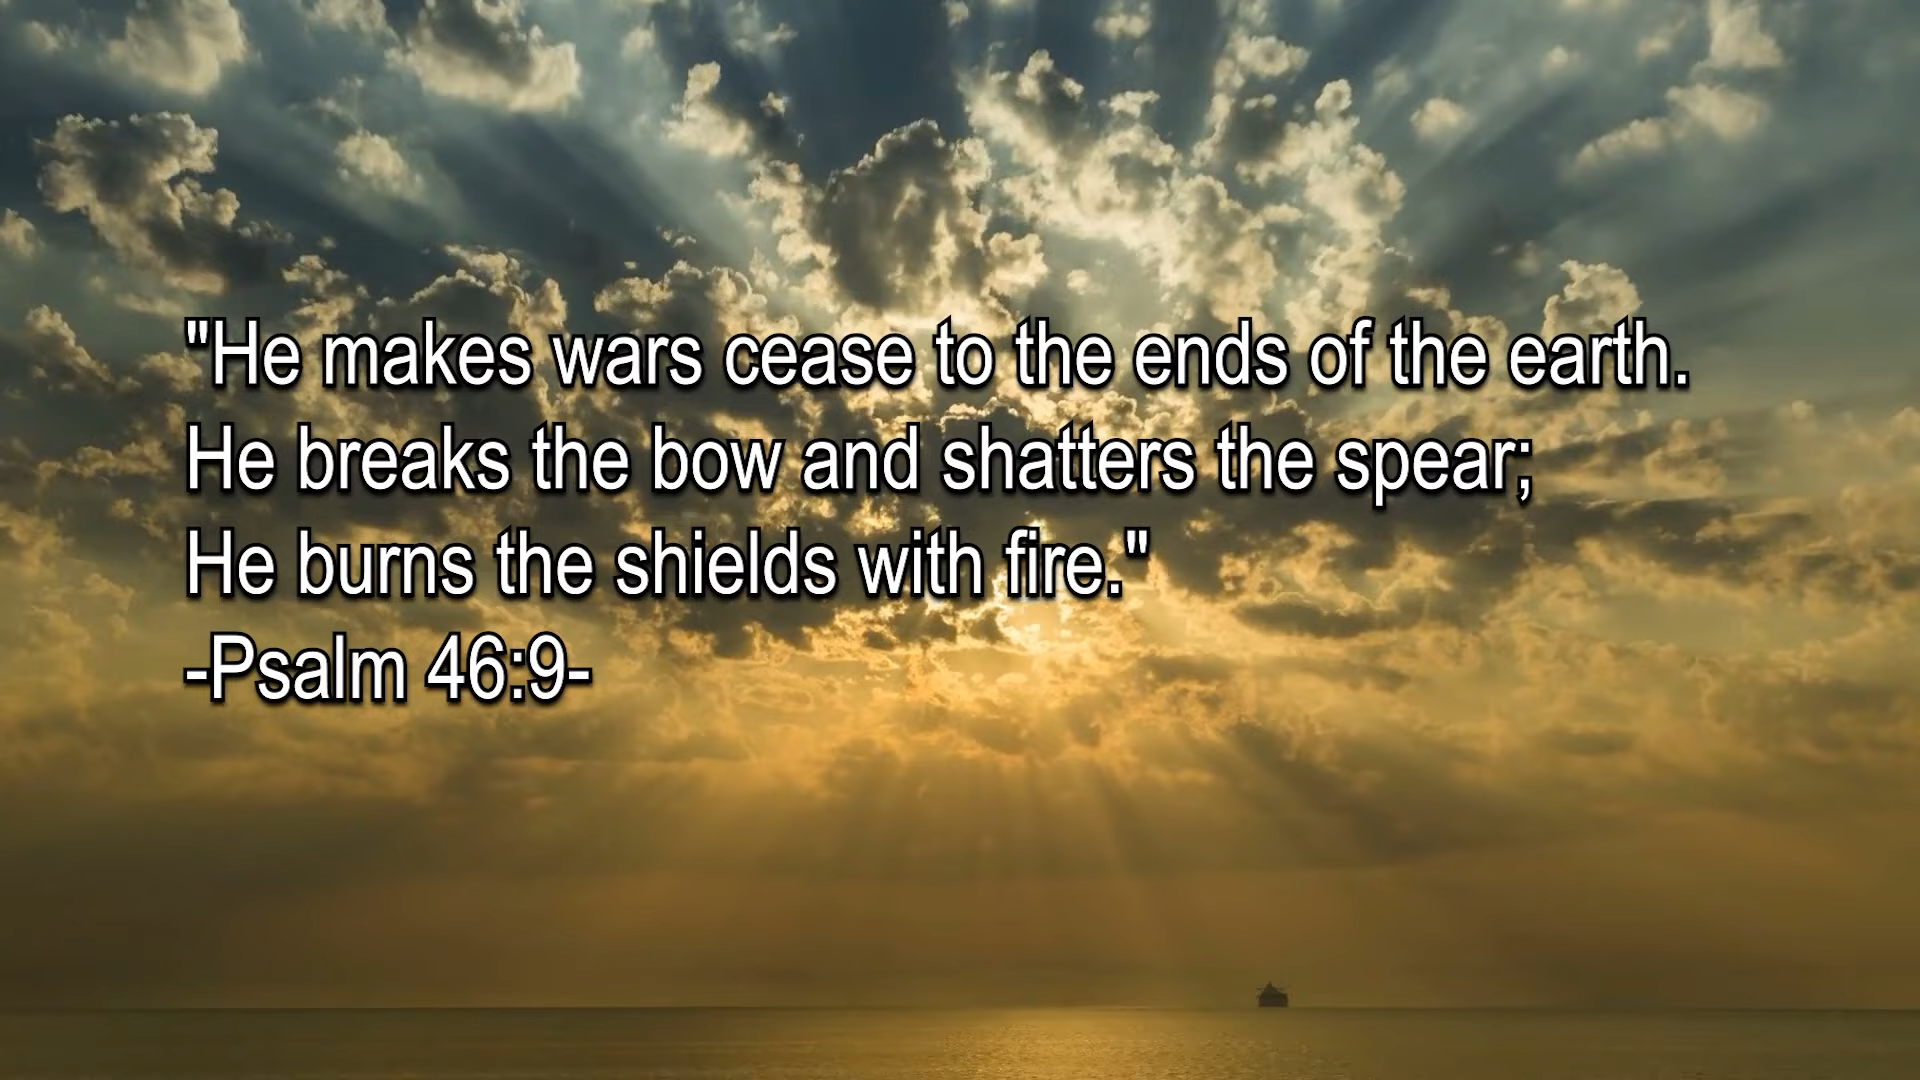 "He makes wars cease to the ends of the earth.
He breaks the bow and shatters the spear;
He burns the shields with fire."
-Psalm 46:9-